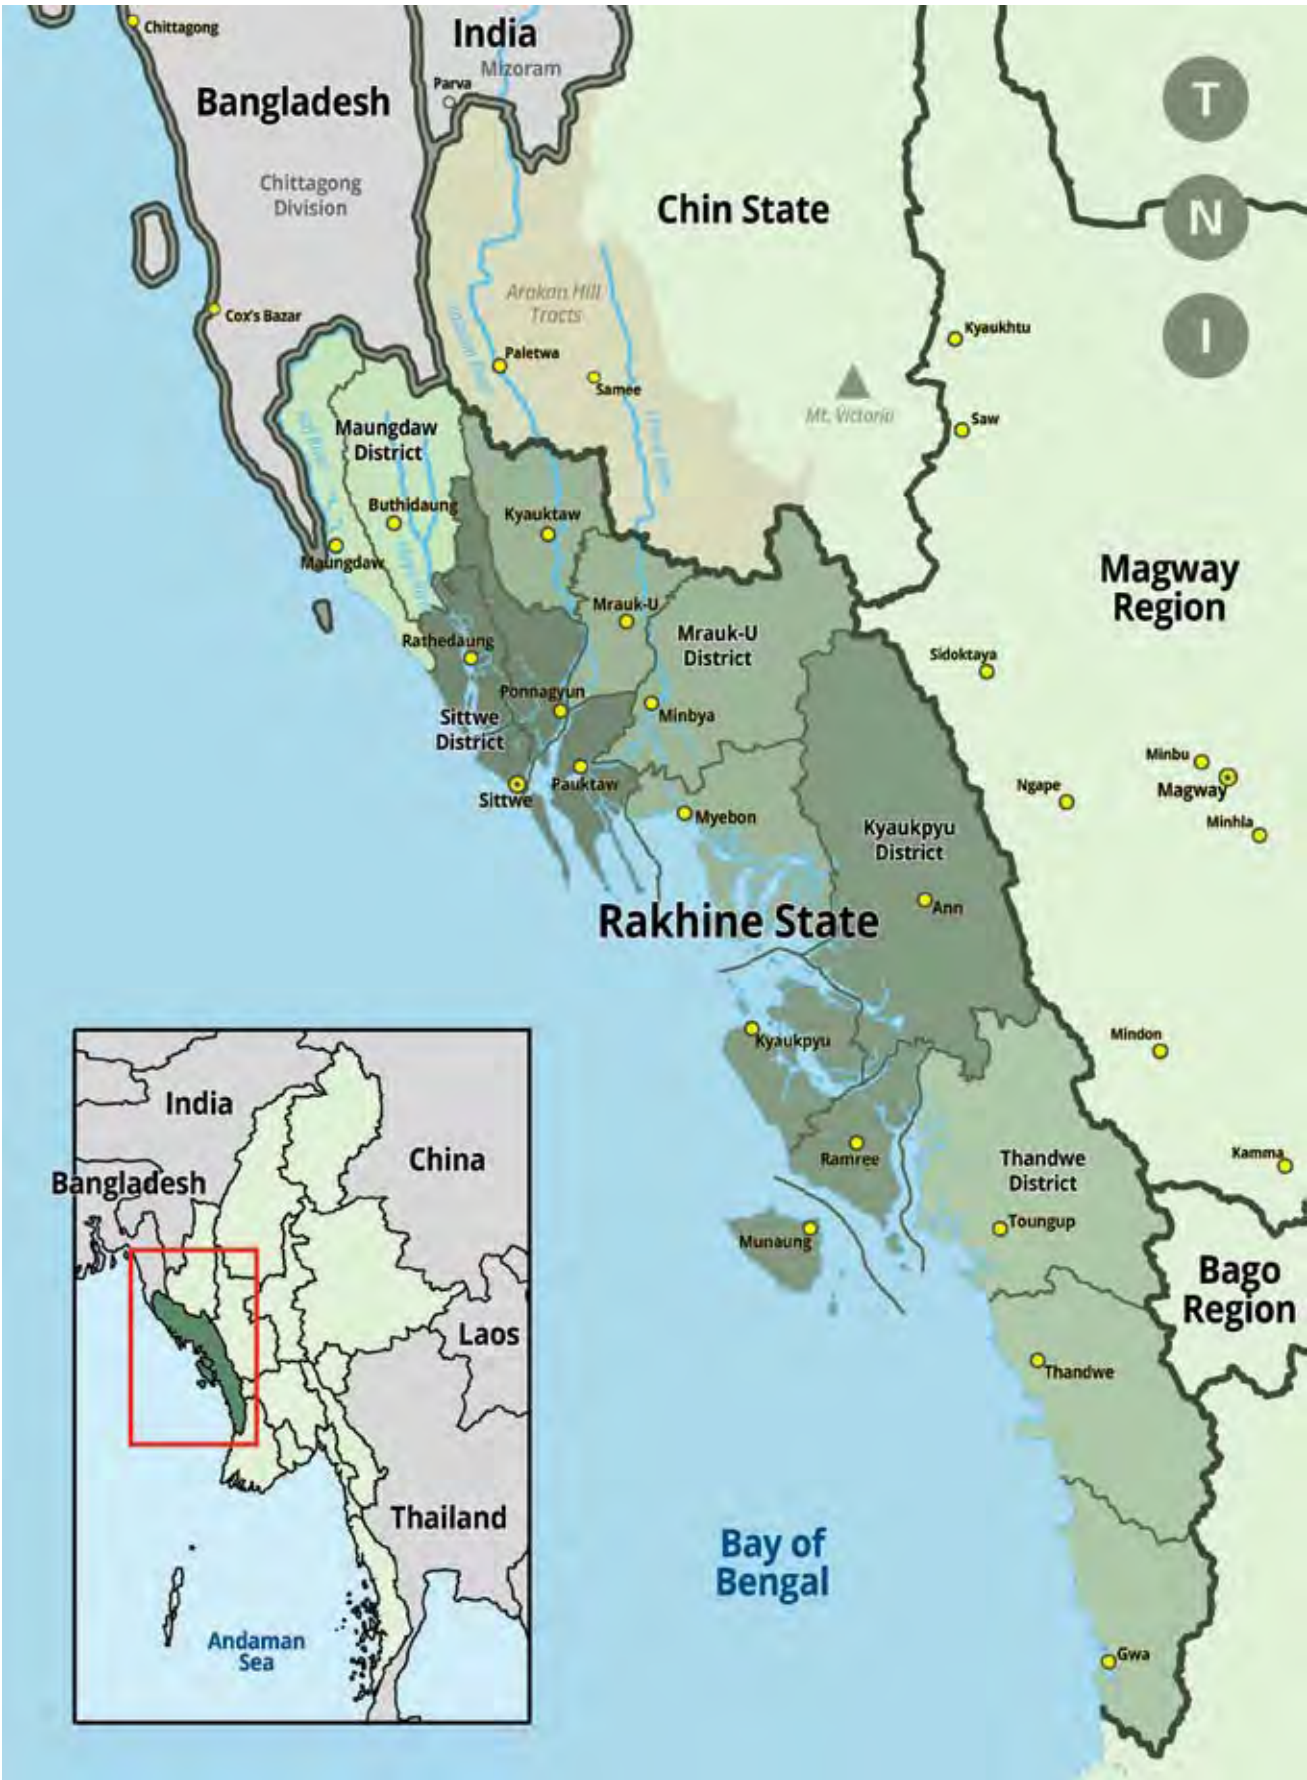 Chittagong
India
Mizoram
Parva
Bangladesh
T
Chittagong
Division
Chin State
N
Cox's Bazar
Arakan Hill
Tracts
Kyaukhtu
I
Paletwa
Samee
Mt. Victoria
Saw
Maungdaw
District
Buthidaung
Kyauktaw
Maungdaw
Magway
Region
Mrauk-U
Rathedaung
Mrauk-U
District
Sidoktaya
Ponnagyun
Sittwe
District
Minbya
Minbu
Ngape
Magway
Sittwe
Pauktaw
Myebon
Minhla
Kyaukpyu
District
Ann
Rakhine State
Kyaukpyu
Mindon
India
China
Ramree
Thandwe
District
Kamma
Bangladesh
Toungup
Munaung
Bago
Region
Laos
Thandwe
Thailand
Bay of
Bengal
Andaman
Sea
Gwa